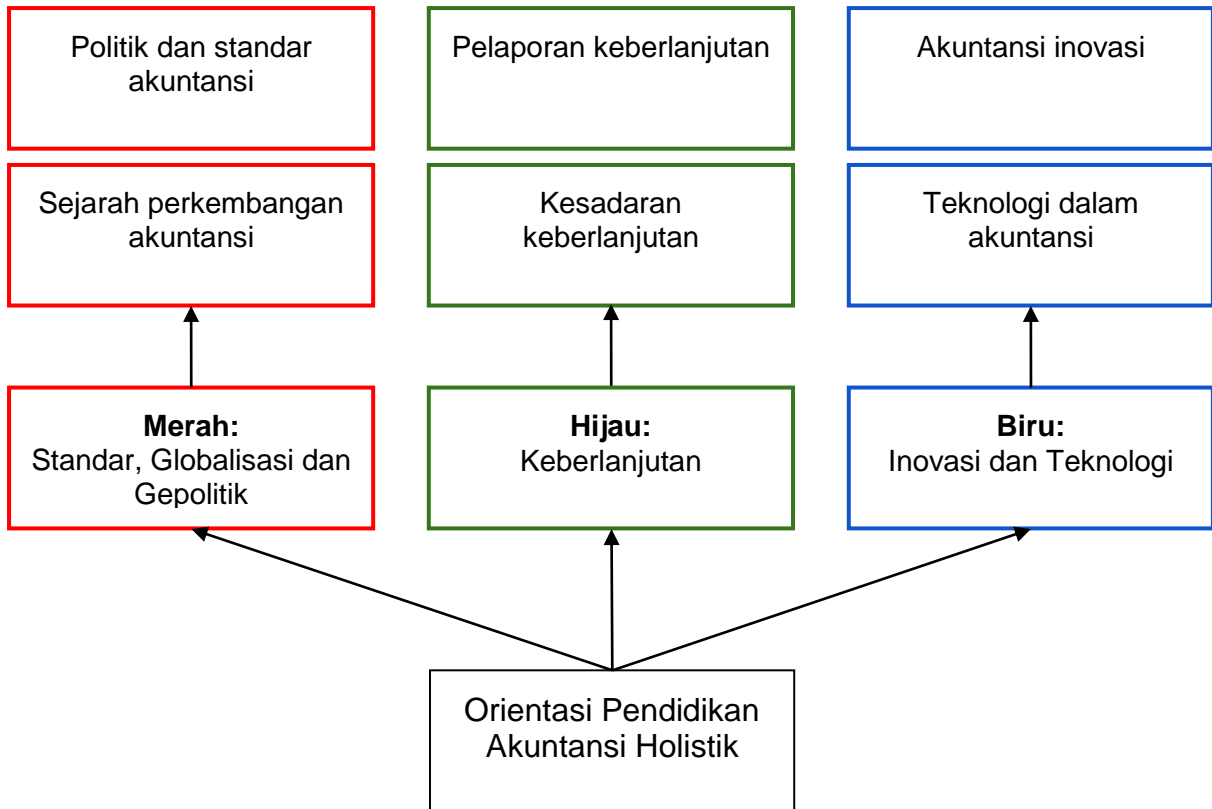 Politik dan standar
akuntansi
Pelaporan keberlanjutan
Akuntansi inovasi
Sejarah perkembangan
akuntansi
Kesadaran
keberlanjutan
Teknologi dalam
akuntansi
Merah:
Standar, Globalisasi dan
Gepolitik
Hijau:
Keberlanjutan
Biru:
Inovasi dan Teknologi
Orientasi Pendidikan
Akuntansi Holistik